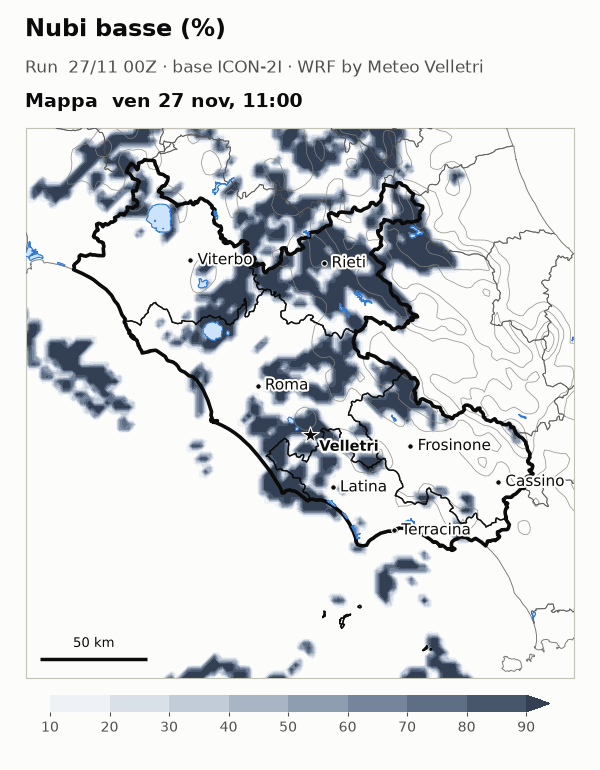 Nubi basse (%)
Run  27/11 00Z · base ICON-2I · WRF by Meteo Velletri
Mappa  ven 27 nov, 11:00
Viterbo
Rieti
Roma
Velletri
Frosinone
Cassino
Latina
Terracina
50 km
10 20 30 40 50 60 70 80 90